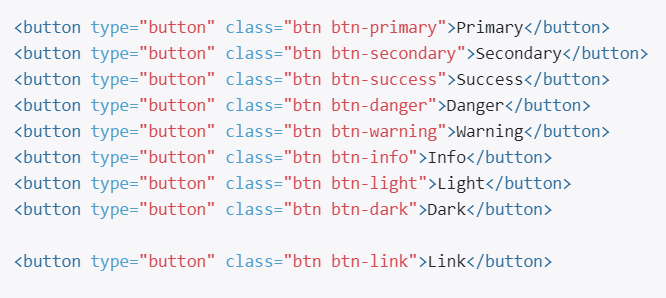 <button type="button" class="btn btn-primary">Primary</button>
<button type="button" class="btn btn-secondary">Secondary</button>
<button type="button" class="btn btn-success">Success</button>
<button type="button" class="btn btn-danger">Danger</button>
<button type="button" class="btn btn-warning">Warning</button>
<button type="button" class="btn btn-info">Info</button>
<button type="button" class="btn btn-light">Light</button>
<button type="button" class="btn btn-dark">Dark</button>
<button type="button" class="btn btn-link">Link</button>